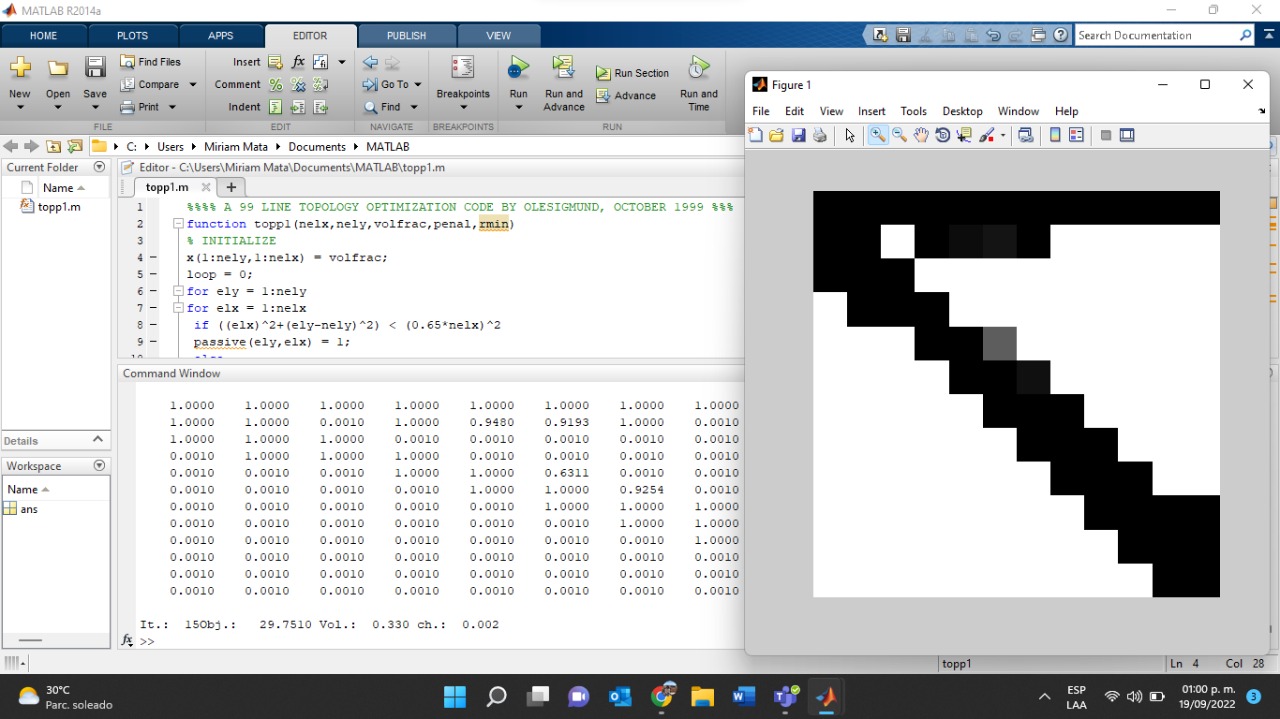 MATLAB R2014a
HOME PLOTS APPS EDITOR PUBLISH VIEW
Search Documentation
New Open Save
Find Files
Compare
Print
FILE
Insert
Comment
Indent
EDIT
Go To
Find
NAVIGATE
Breakpoints
BREAKPOINTS
Run
Run and Advance
Run Section
Advance
Run and Time
RUN
C: Users Miriam Mata Documents MATLAB
Current Folder
Name
topp1.m
Details
Workspace
Name
ans
Editor - C:\Users\Miriam Mata\Documents\MATLAB\topp1.m
topp1.m
1 %%%% A 99 LINE TOPOLOGY OPTIMIZATION CODE BY OLESIGMUND, OCTOBER 1999 %%%
2 function topp1(nelx,nely,volfrac,penal,rmin)
3 % INITIALIZE
4 x(1:nely,1:nelx) = volfrac;
5 loop = 0;
6 for ely = 1:nely
7 for elx = 1:nelx
8 if ((elx)^2+(ely-nely)^2) < (0.65*nelx)^2
9 passive(ely,elx) = 1;
10 else
Command Window
1.0000 1.0000 1.0000 1.0000 1.0000 1.0000 1.0000 1.0000
1.0000 1.0000 0.0010 1.0000 0.9480 0.9193 1.0000 0.0010
1.0000 1.0000 1.0000 0.0010 0.0010 0.0010 0.0010 0.0010
0.0010 1.0000 1.0000 1.0000 0.0010 0.0010 0.0010 0.0010
0.0010 0.0010 0.0010 1.0000 1.0000 0.6311 0.0010 0.0010
0.0010 0.0010 0.0010 0.0010 1.0000 1.0000 0.9254 0.0010
0.0010 0.0010 0.0010 0.0010 0.0010 1.0000 1.0000 1.0000
0.0010 0.0010 0.0010 0.0010 0.0010 0.0010 1.0000 1.0000
0.0010 0.0010 0.0010 0.0010 0.0010 0.0010 0.0010 1.0000
0.0010 0.0010 0.0010 0.0010 0.0010 0.0010 0.0010 0.0010
0.0010 0.0010 0.0010 0.0010 0.0010 0.0010 0.0010 0.0010
0.0010 0.0010 0.0010 0.0010 0.0010 0.0010 0.0010 0.0010
It.: 15Obj.: 29.7510 Vol.: 0.330 ch.: 0.002
fx >>
Figure 1
File Edit View Insert Tools Desktop Window Help
topp1
Ln 4 Col 28
30°C
Parc. soleado
ESP
LAA
01:00 p. m.
19/09/2022
3